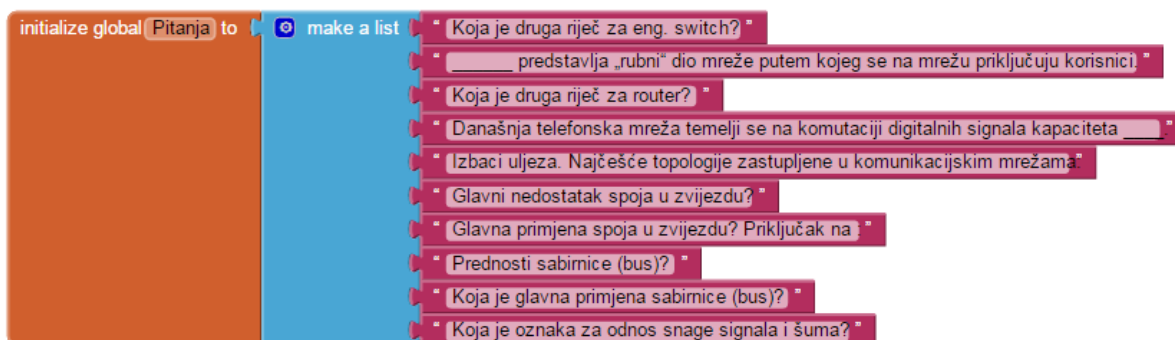 initialize global Pitanja to make a list " Koja je druga riječ za eng. switch? "
" ______ predstavlja „rubni“ dio mreže putem kojeg se na mrežu priključuju korisnici. "
" Koja je druga riječ za router? "
" Današnja telefonska mreža temelji se na komutaciji digitalnih signala kapaciteta ____. "
" Izbaci uljeza. Najčešće topologije zastupljene u komunikacijskim mrežama: "
" Glavni nedostatak spoja u zvijezdu? "
" Glavna primjena spoja u zvijezdu? Priključak na : "
" Prednosti sabirnice (bus)? "
" Koja je glavna primjena sabirnice (bus)? "
" Koja je oznaka za odnos snage signala i šuma? "